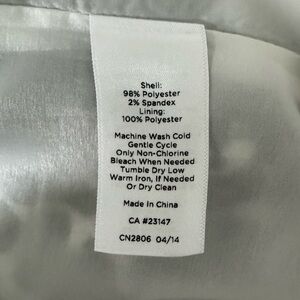 Shell:
98% Polyester
2% Spandex
Lining:
100% Polyester
Machine Wash Cold
Gentle Cycle
Only Non-Chlorine
Bleach When Needed
Tumble Dry Low
Warm Iron, If Needed
Or Dry Clean
Made In China
CA #23147
CN2806 04/14